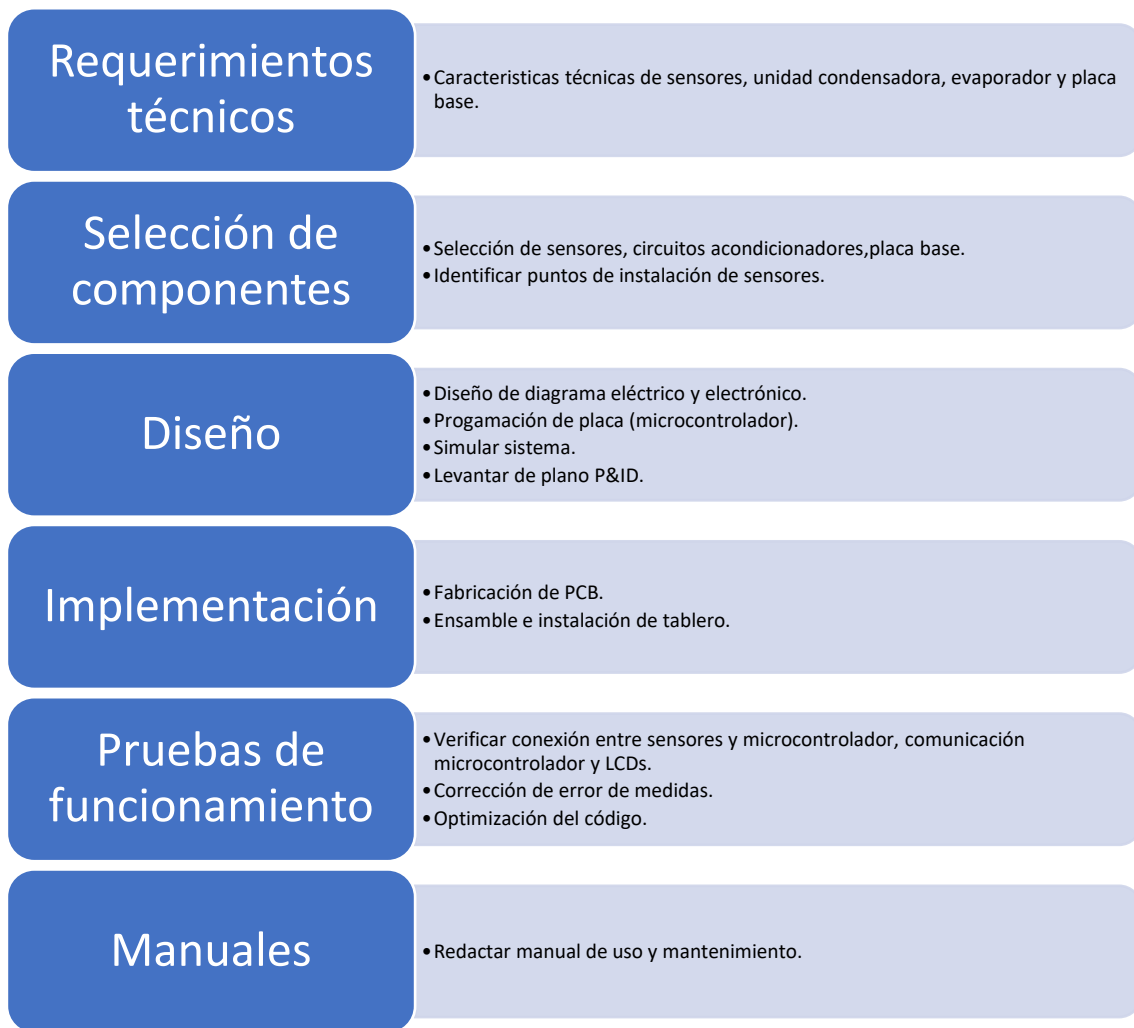 Requerimientos
técnicos
•Caracteristicas técnicas de sensores, unidad condensadora, evaporador y placa
base.
Selección de
componentes
•Selección de sensores, circuitos acondicionadores,placa base.
•Identificar puntos de instalación de sensores.
Diseño
•Diseño de diagrama eléctrico y electrónico.
•Progamación de placa (microcontrolador).
•Simular sistema.
•Levantar de plano P&ID.
Implementación
•Fabricación de PCB.
•Ensamble e instalación de tablero.
Pruebas de
funcionamiento
•Verificar conexión entre sensores y microcontrolador, comunicación
microcontrolador y LCDs.
•Corrección de error de medidas.
•Optimización del código.
Manuales
•Redactar manual de uso y mantenimiento.